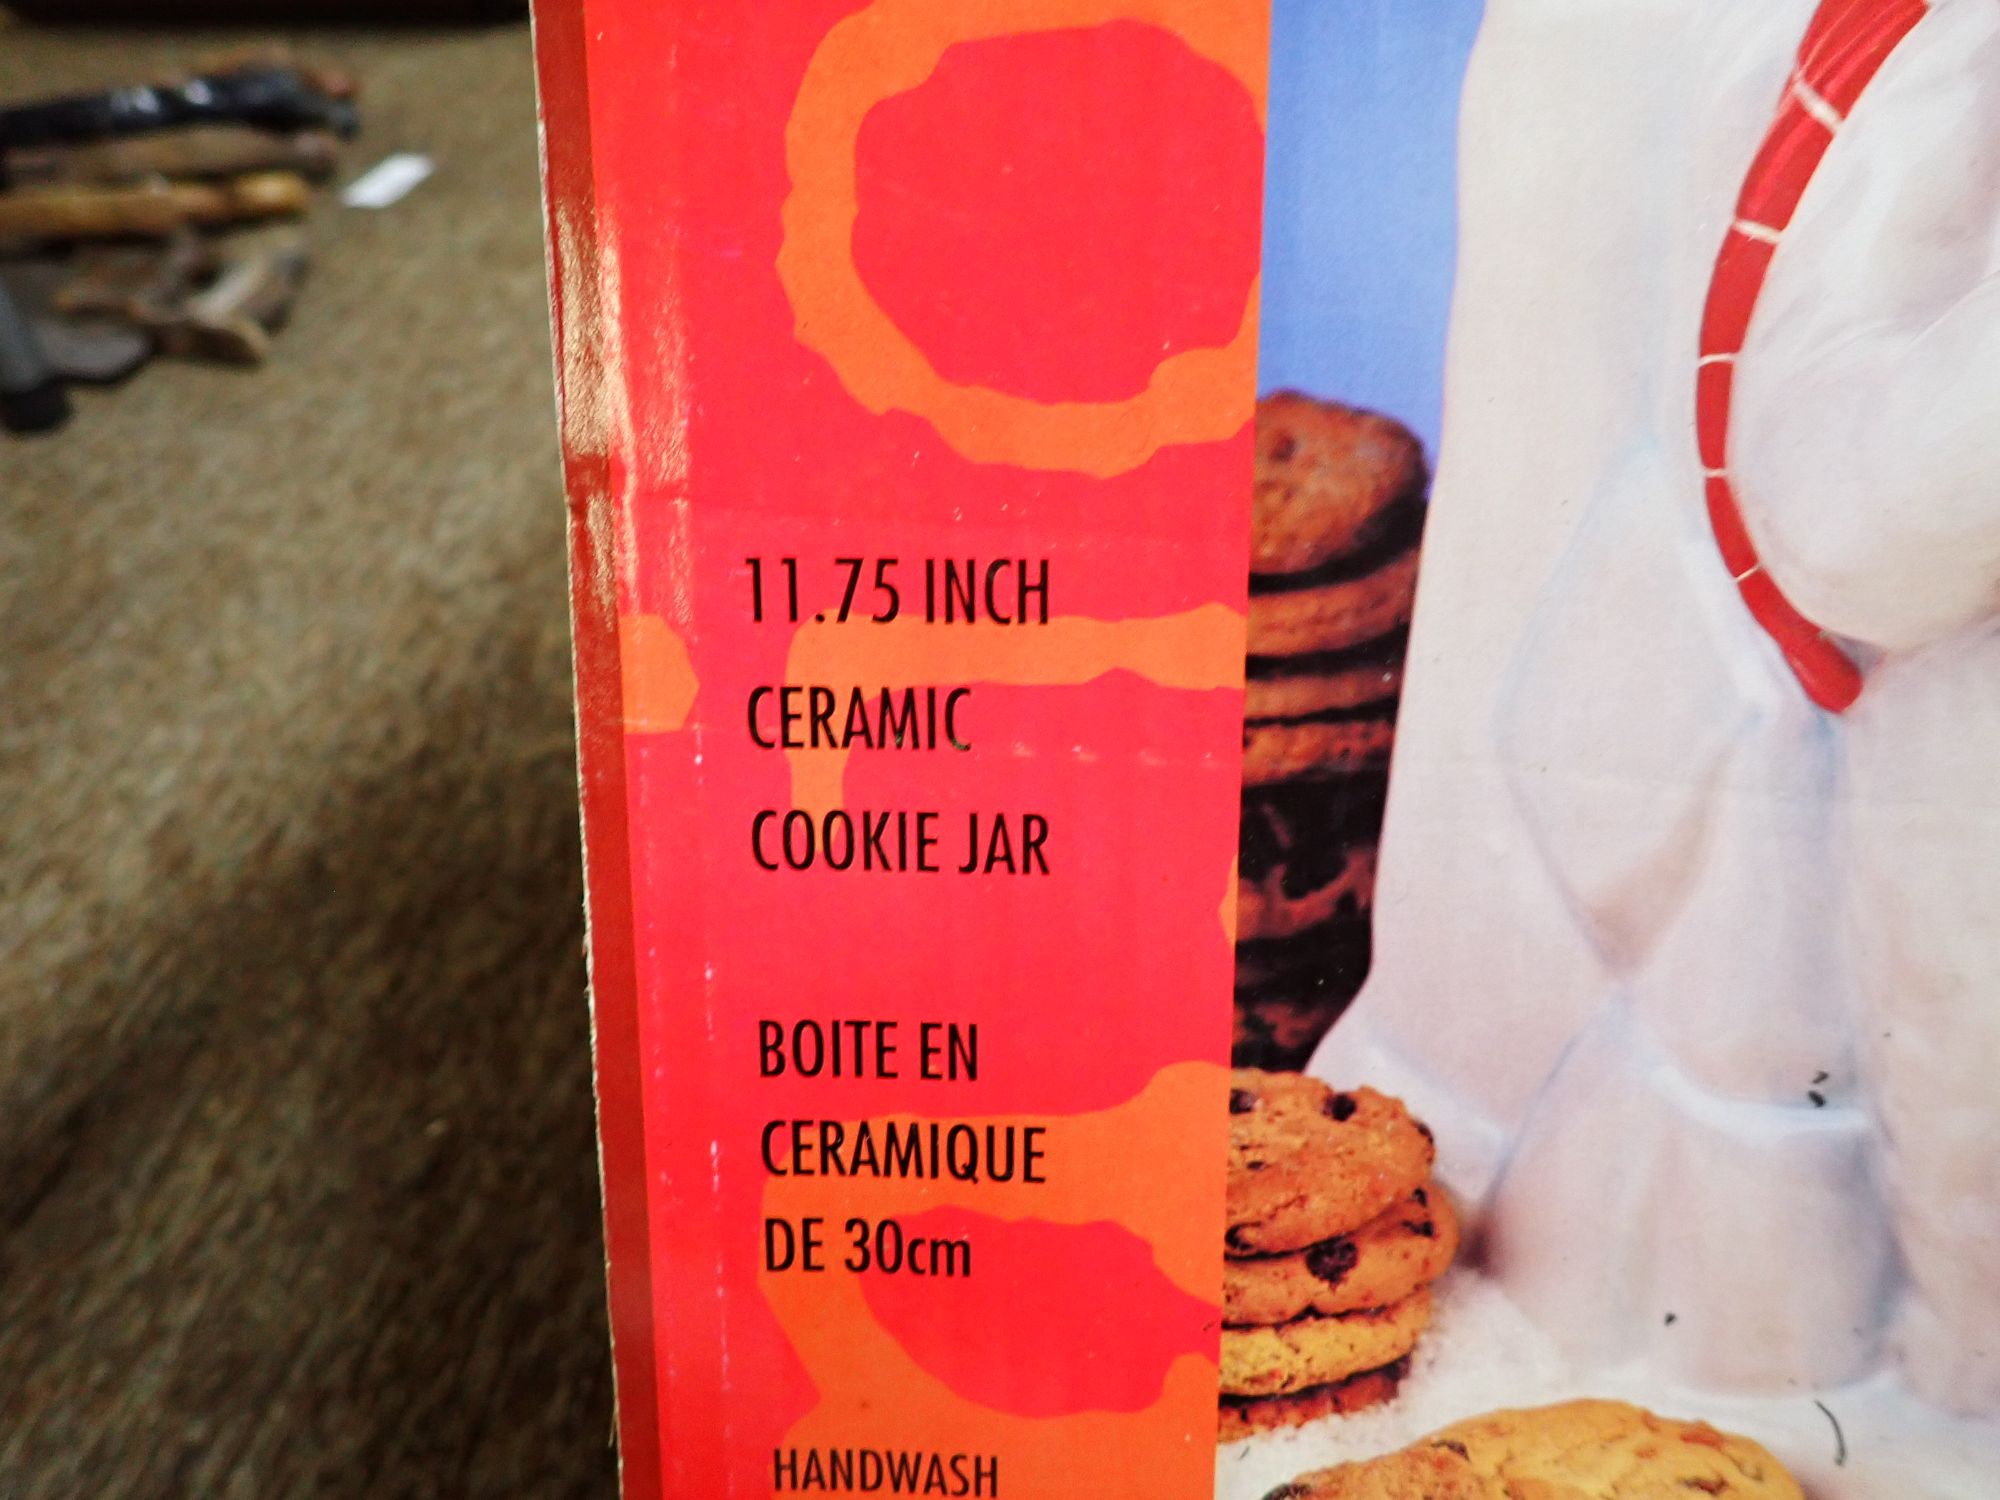 11.75 INCH
CERAMIC
COOKIE JAR
BOITE EN
CERAMIQUE
DE 30cm
HANDWASH